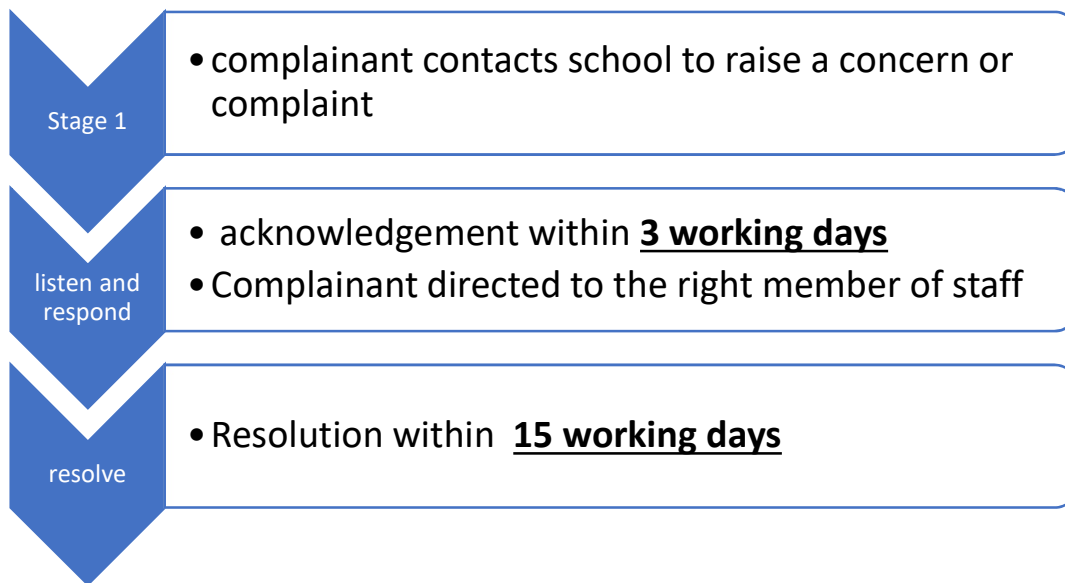 Stage 1
•complainant contacts school to raise a concern or
complaint
listen and
respond
• acknowledgement within 3 working days
•Complainant directed to the right member of staff
resolve
•Resolution within 15 working days